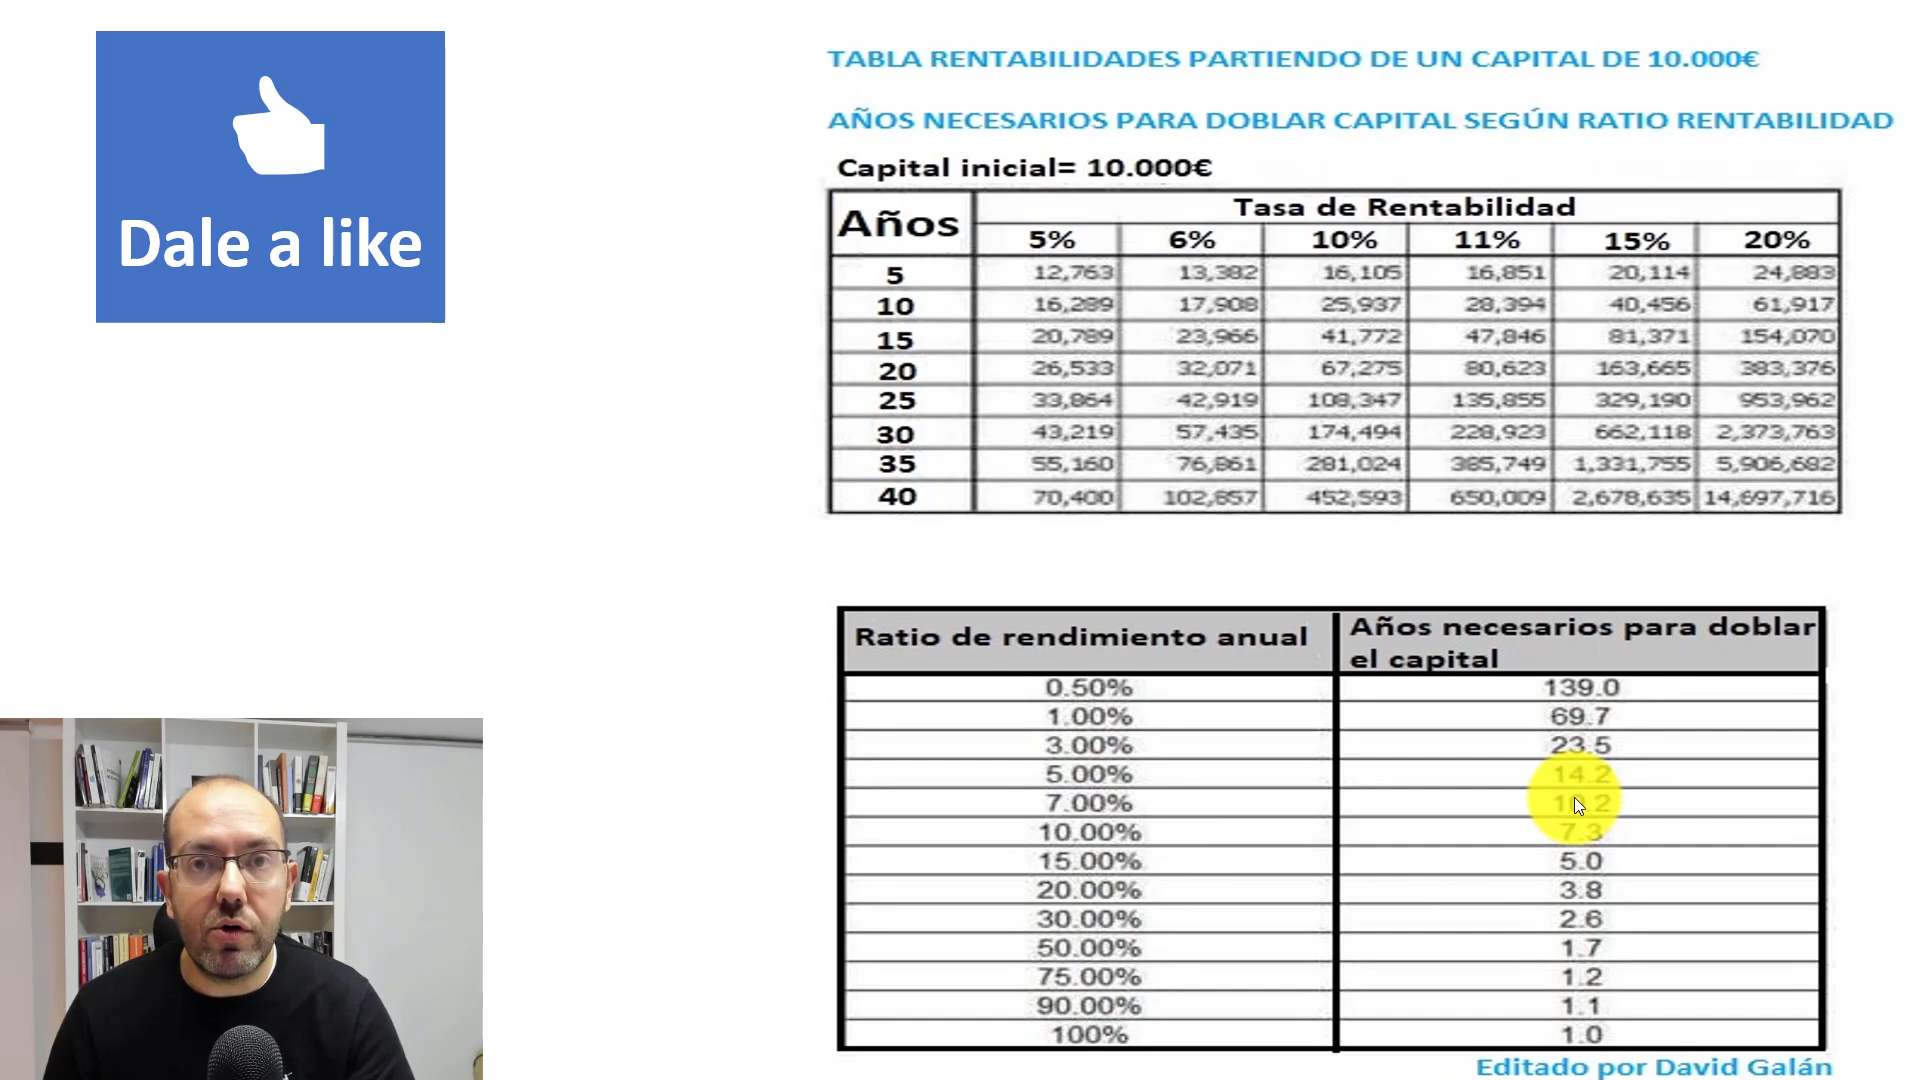 Dale a like
TABLA RENTABILIDADES PARTIENDO DE UN CAPITAL DE 10.000€
AÑOS NECESARIOS PARA DOBLAR CAPITAL SEGÚN RATIO RENTABILIDAD
Capital inicial= 10.000€
Años Tasa de Rentabilidad
5% 6% 10% 11% 15% 20%
5 12,763 13,382 16,105 16,851 20,114 24,883
10 16,289 17,908 25,937 28,394 40,456 61,917
15 20,789 23,966 41,772 47,846 81,371 154,070
20 26,533 32,071 67,275 80,623 163,665 383,376
25 33,864 42,919 108,347 135,855 329,190 953,962
30 43,219 57,435 174,494 228,923 662,118 2,373,763
35 55,160 76,861 281,024 385,749 1,331,755 5,906,682
40 70,400 102,857 452,593 650,009 2,678,635 14,697,716
Ratio de rendimiento anual Años necesarios para doblar
el capital
0.50% 139.0
1.00% 69.7
3.00% 23.5
5.00% 14.2
7.00% 10.2
10.00% 7.3
15.00% 5.0
20.00% 3.8
30.00% 2.6
50.00% 1.7
75.00% 1.2
90.00% 1.1
100% 1.0
Editado por David Galán